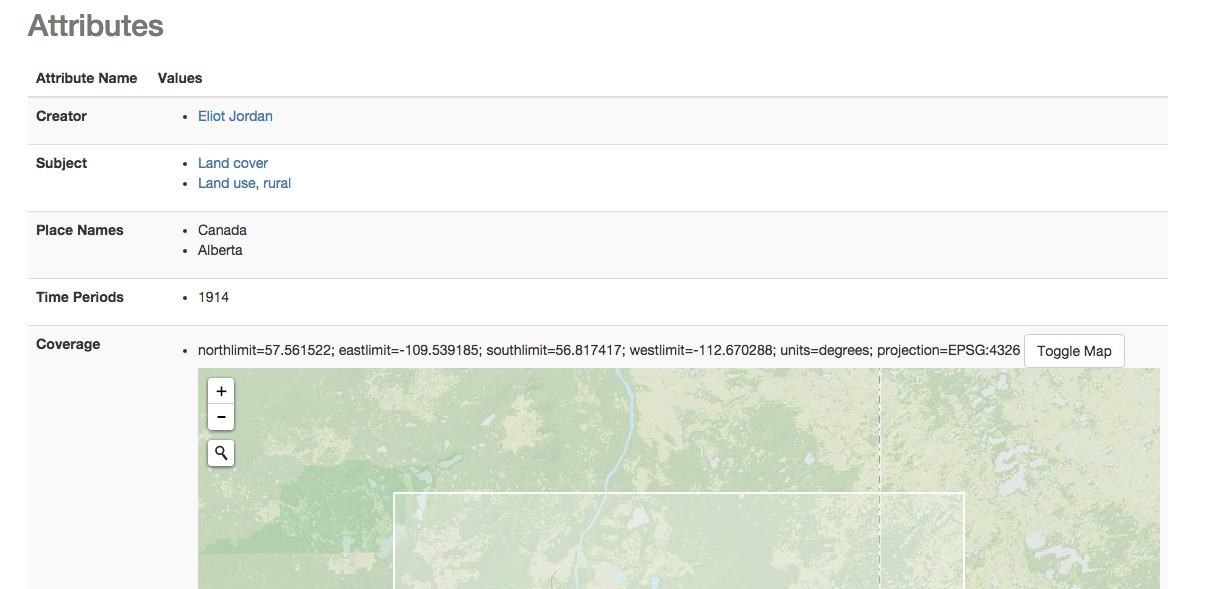 Attributes
Attribute Name Values
Creator
Eliot Jordan
Subject
Land cover
Land use, rural
Place Names
Canada
Alberta
Time Periods
1914
Coverage
northlimit=57.561522; eastlimit=-109.539185; southlimit=56.817417; westlimit=-112.670288; units=degrees; projection=EPSG:4326 Toggle Map
+
−